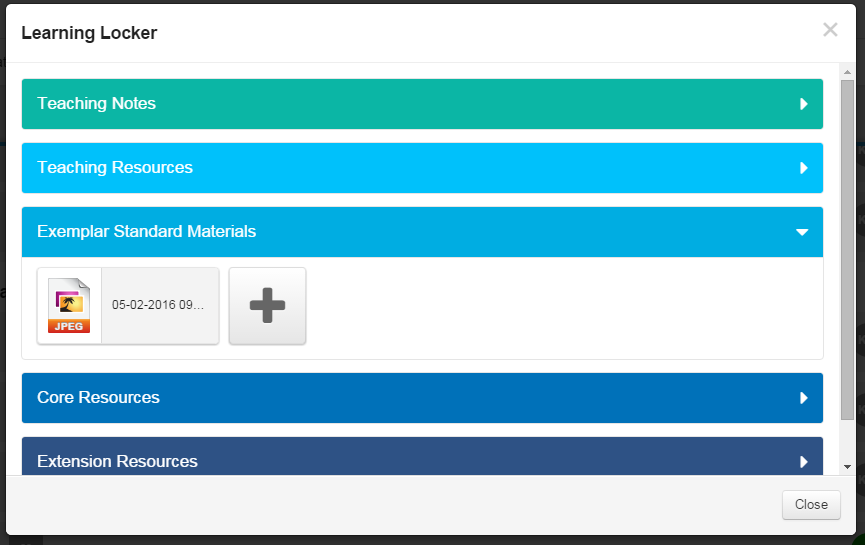 Learning Locker
Teaching Notes
Teaching Resources
Exemplar Standard Materials
JPEG
05-02-2016 09...
Core Resources
Extension Resources
Close